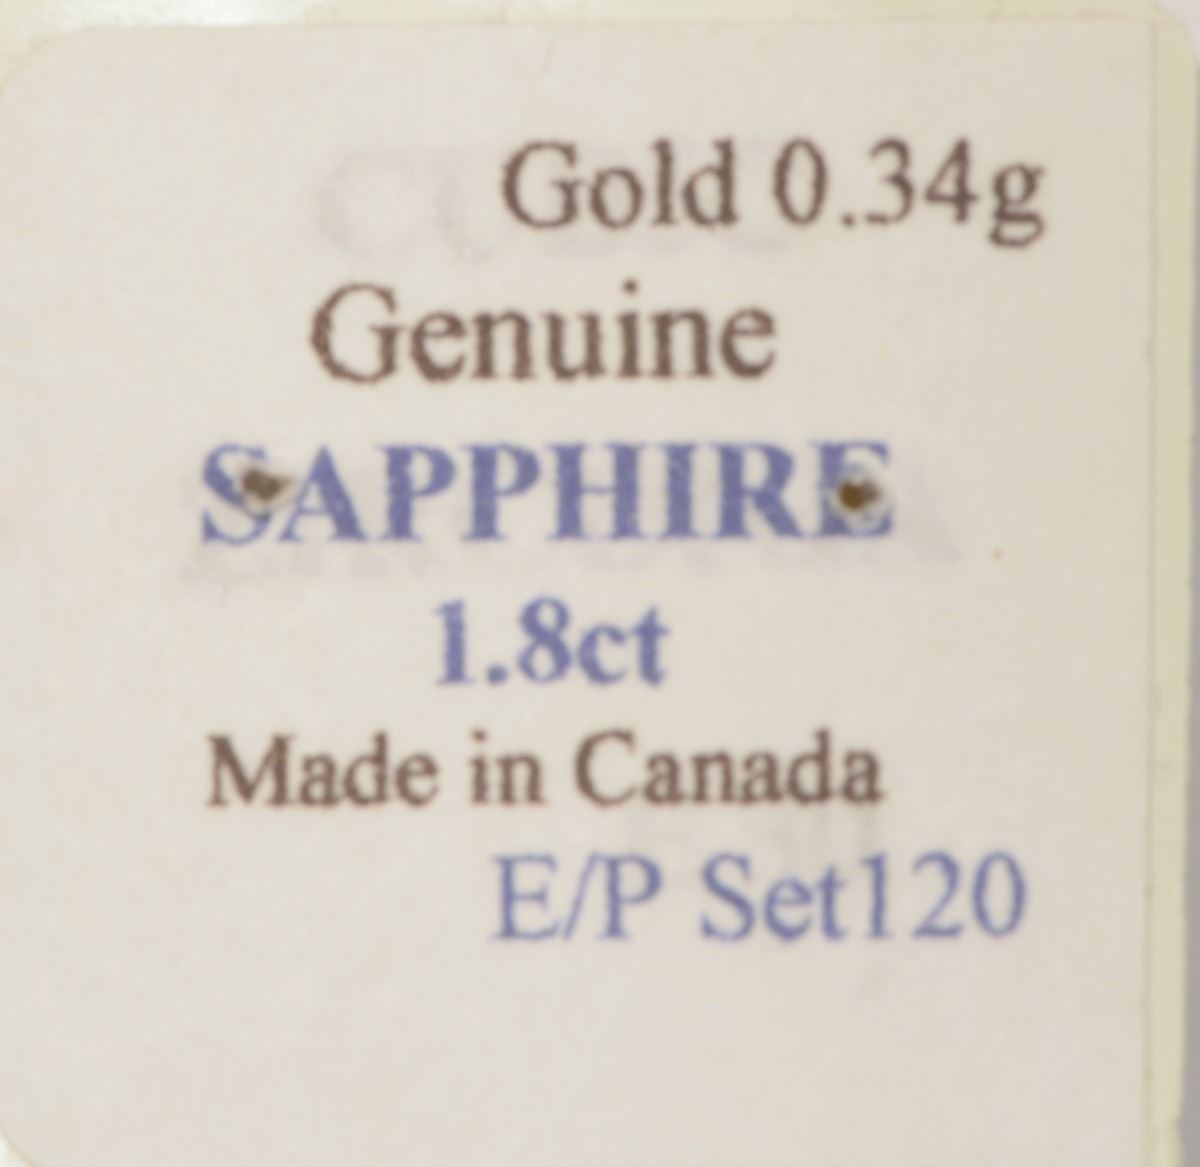 Gold 0.34g
Genuine
SAPPHIRE
1.8ct
Made in Canada
E/P Set120